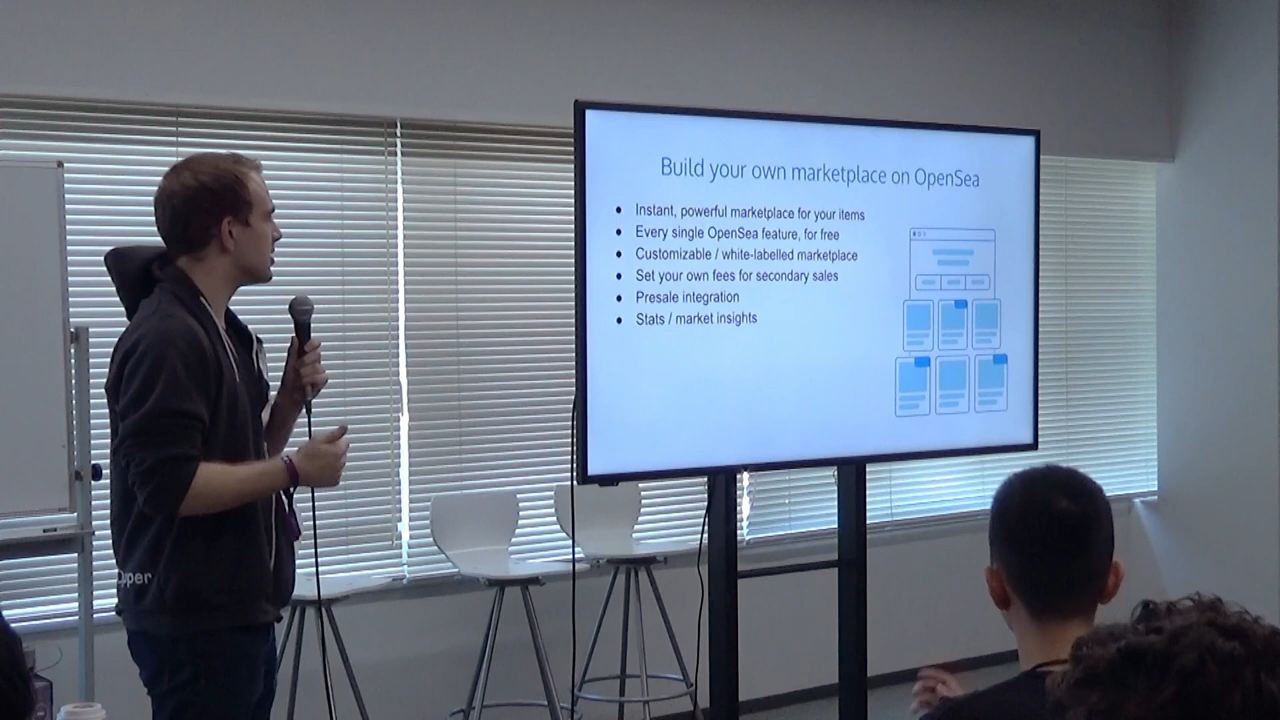 Build your own marketplace on OpenSea
● Instant, powerful marketplace for your items
● Every single OpenSea feature, for free
● Customizable / white-labelled marketplace
● Set your own fees for secondary sales
● Presale integration
● Stats / market insights